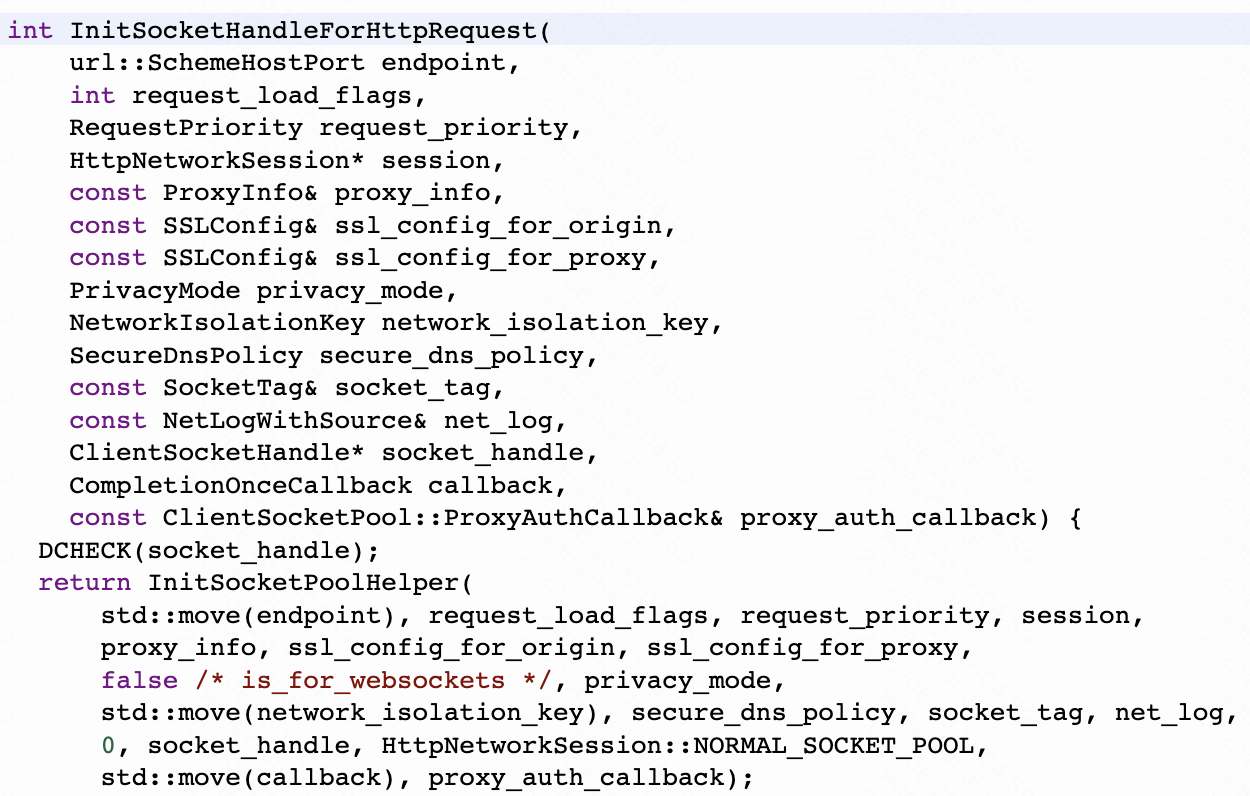 int InitSocketHandleForHttpRequest(
    url::SchemeHostPort endpoint,
    int request_load_flags,
    RequestPriority request_priority,
    HttpNetworkSession* session,
    const ProxyInfo& proxy_info,
    const SSLConfig& ssl_config_for_origin,
    const SSLConfig& ssl_config_for_proxy,
    PrivacyMode privacy_mode,
    NetworkIsolationKey network_isolation_key,
    SecureDnsPolicy secure_dns_policy,
    const SocketTag& socket_tag,
    const NetLogWithSource& net_log,
    ClientSocketHandle* socket_handle,
    CompletionOnceCallback callback,
    const ClientSocketPool::ProxyAuthCallback& proxy_auth_callback) {
  DCHECK(socket_handle);
  return InitSocketPoolHelper(
      std::move(endpoint), request_load_flags, request_priority, session,
      proxy_info, ssl_config_for_origin, ssl_config_for_proxy,
      false /* is_for_websockets */, privacy_mode,
      std::move(network_isolation_key), secure_dns_policy, socket_tag, net_log,
      0, socket_handle, HttpNetworkSession::NORMAL_SOCKET_POOL,
      std::move(callback), proxy_auth_callback);